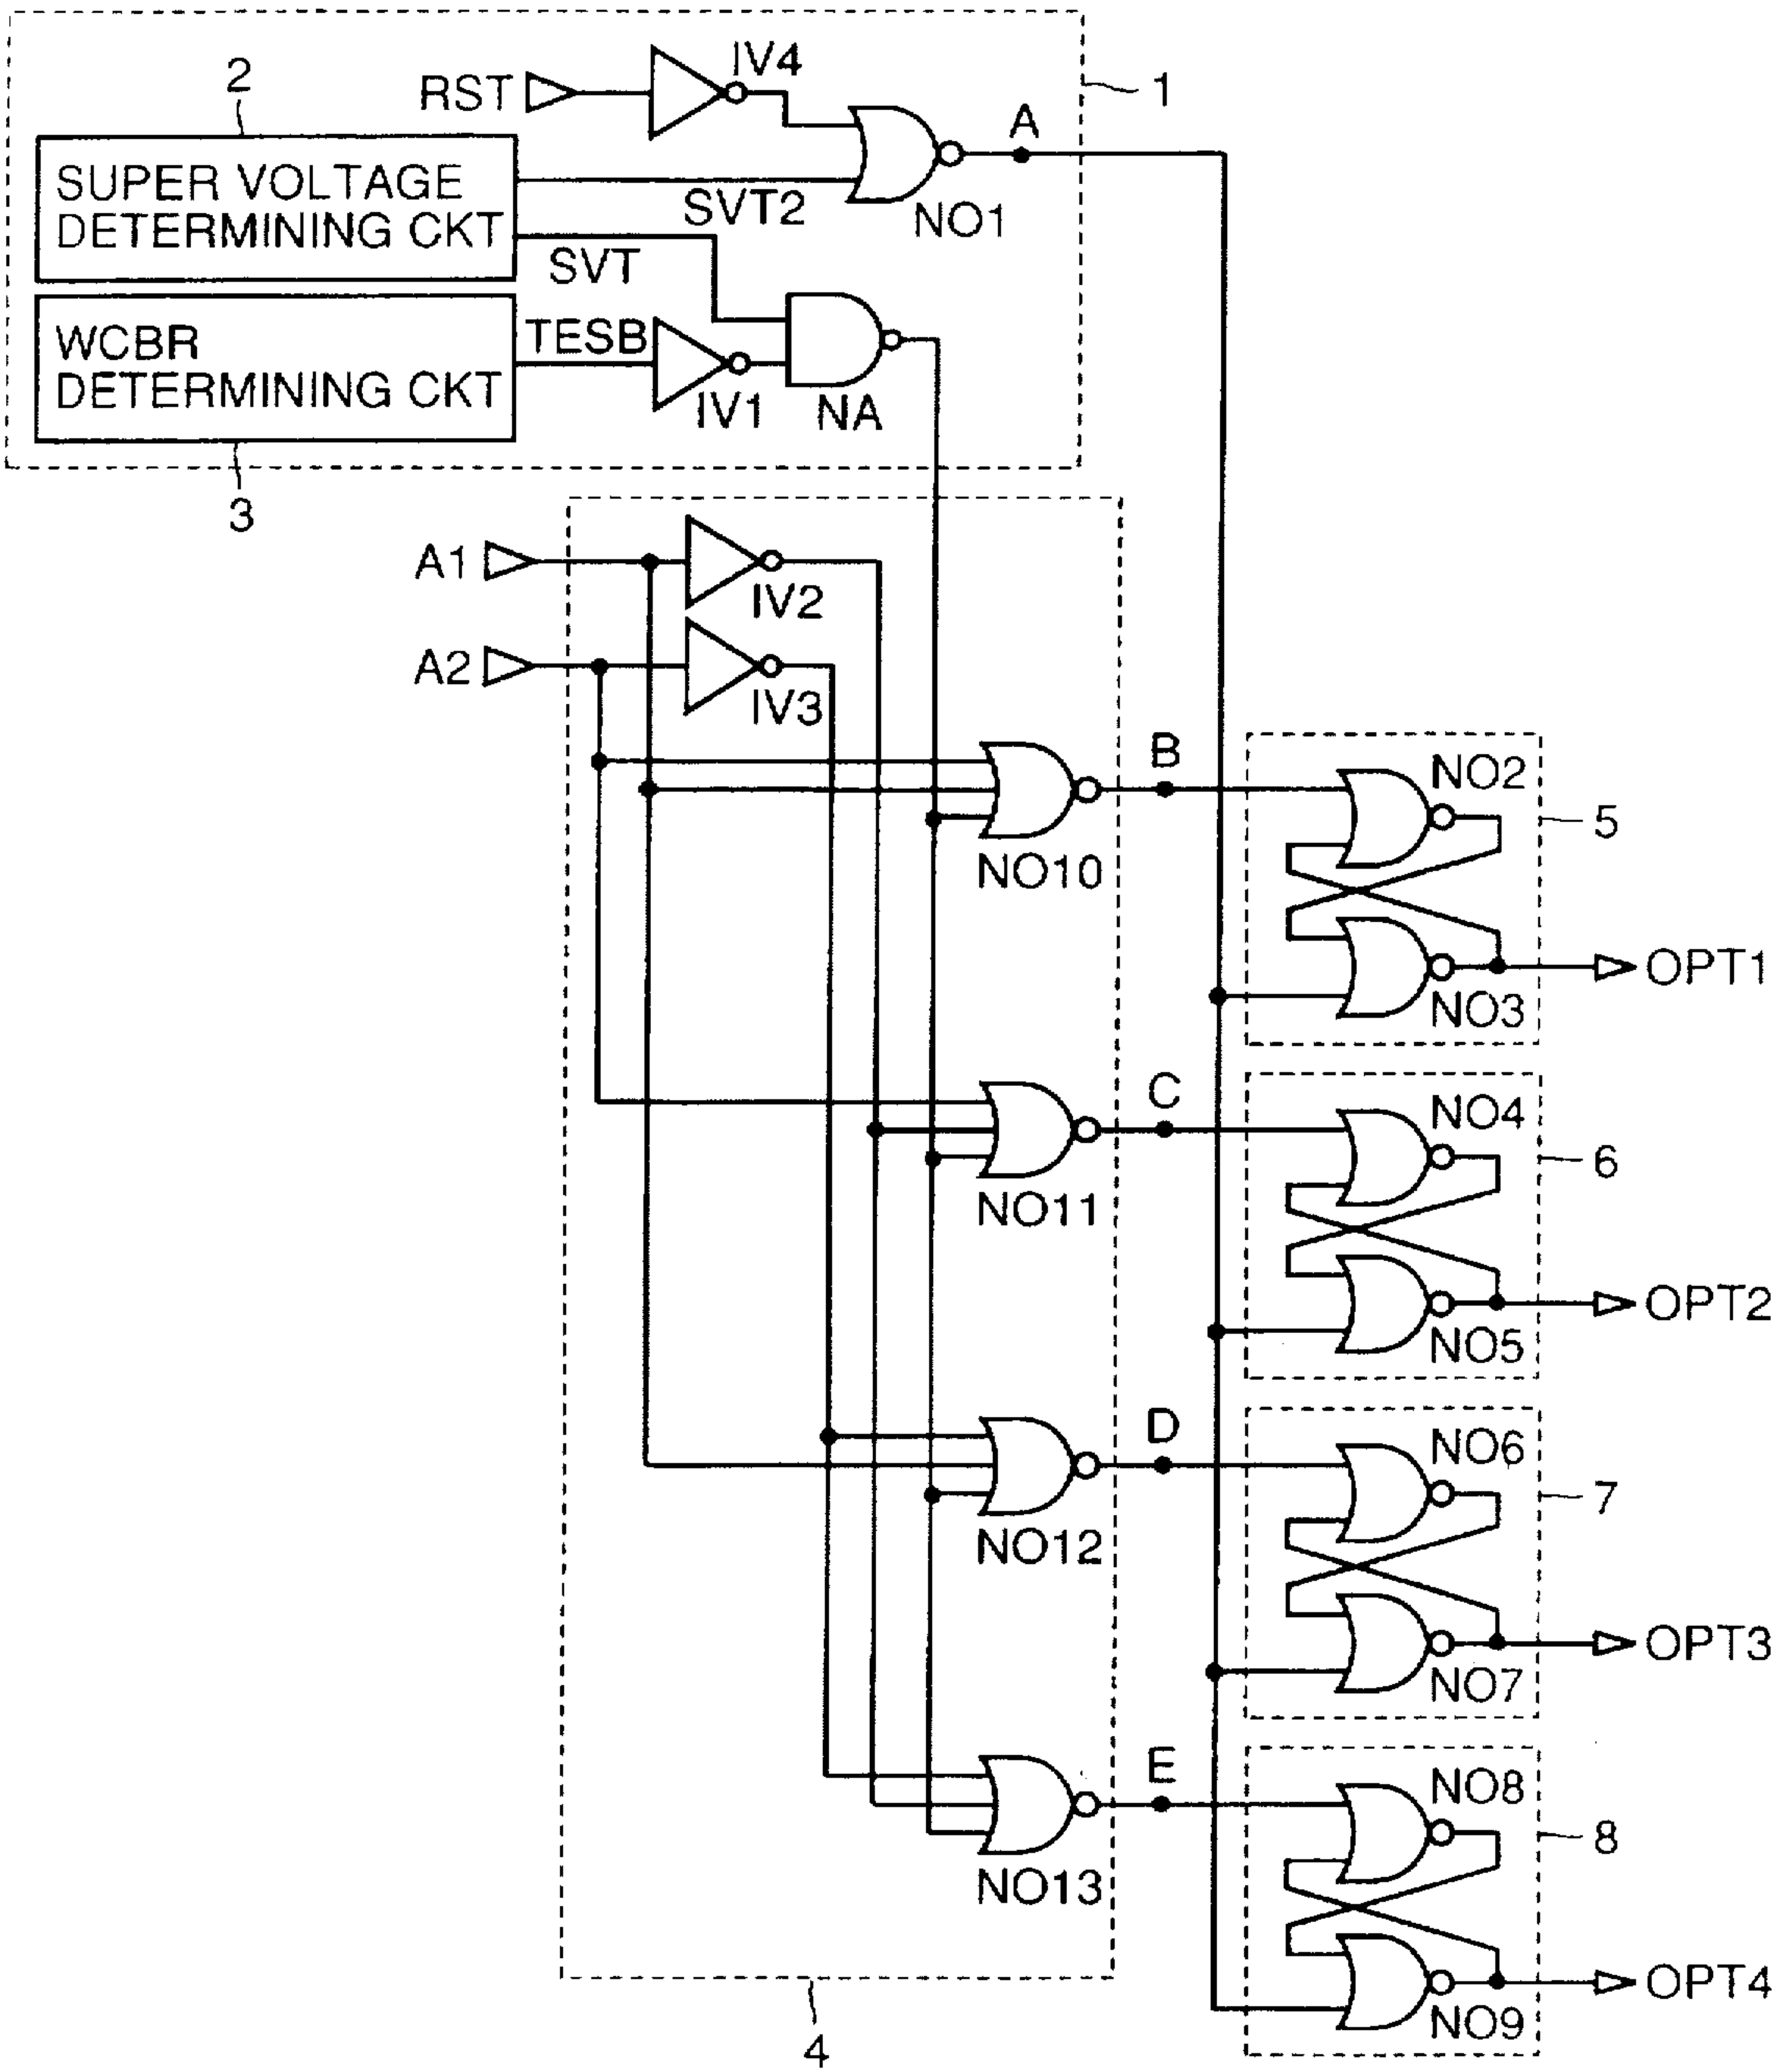 IV4
2
RST
1
A
SUPER VOLTAGE
DETERMINING CKT
SVT2
NO1
SVT
WCBR
DETERMINING CKT
TESB
IV1
NA
3
A1
IV2
A2
IV3
B
NO2
5
NO10
OPT1
NO3
C
NO4
6
NO11
OPT2
NO5
D
NO6
7
NO12
OPT3
NO7
E
NO8
8
NO13
OPT4
NO9
4